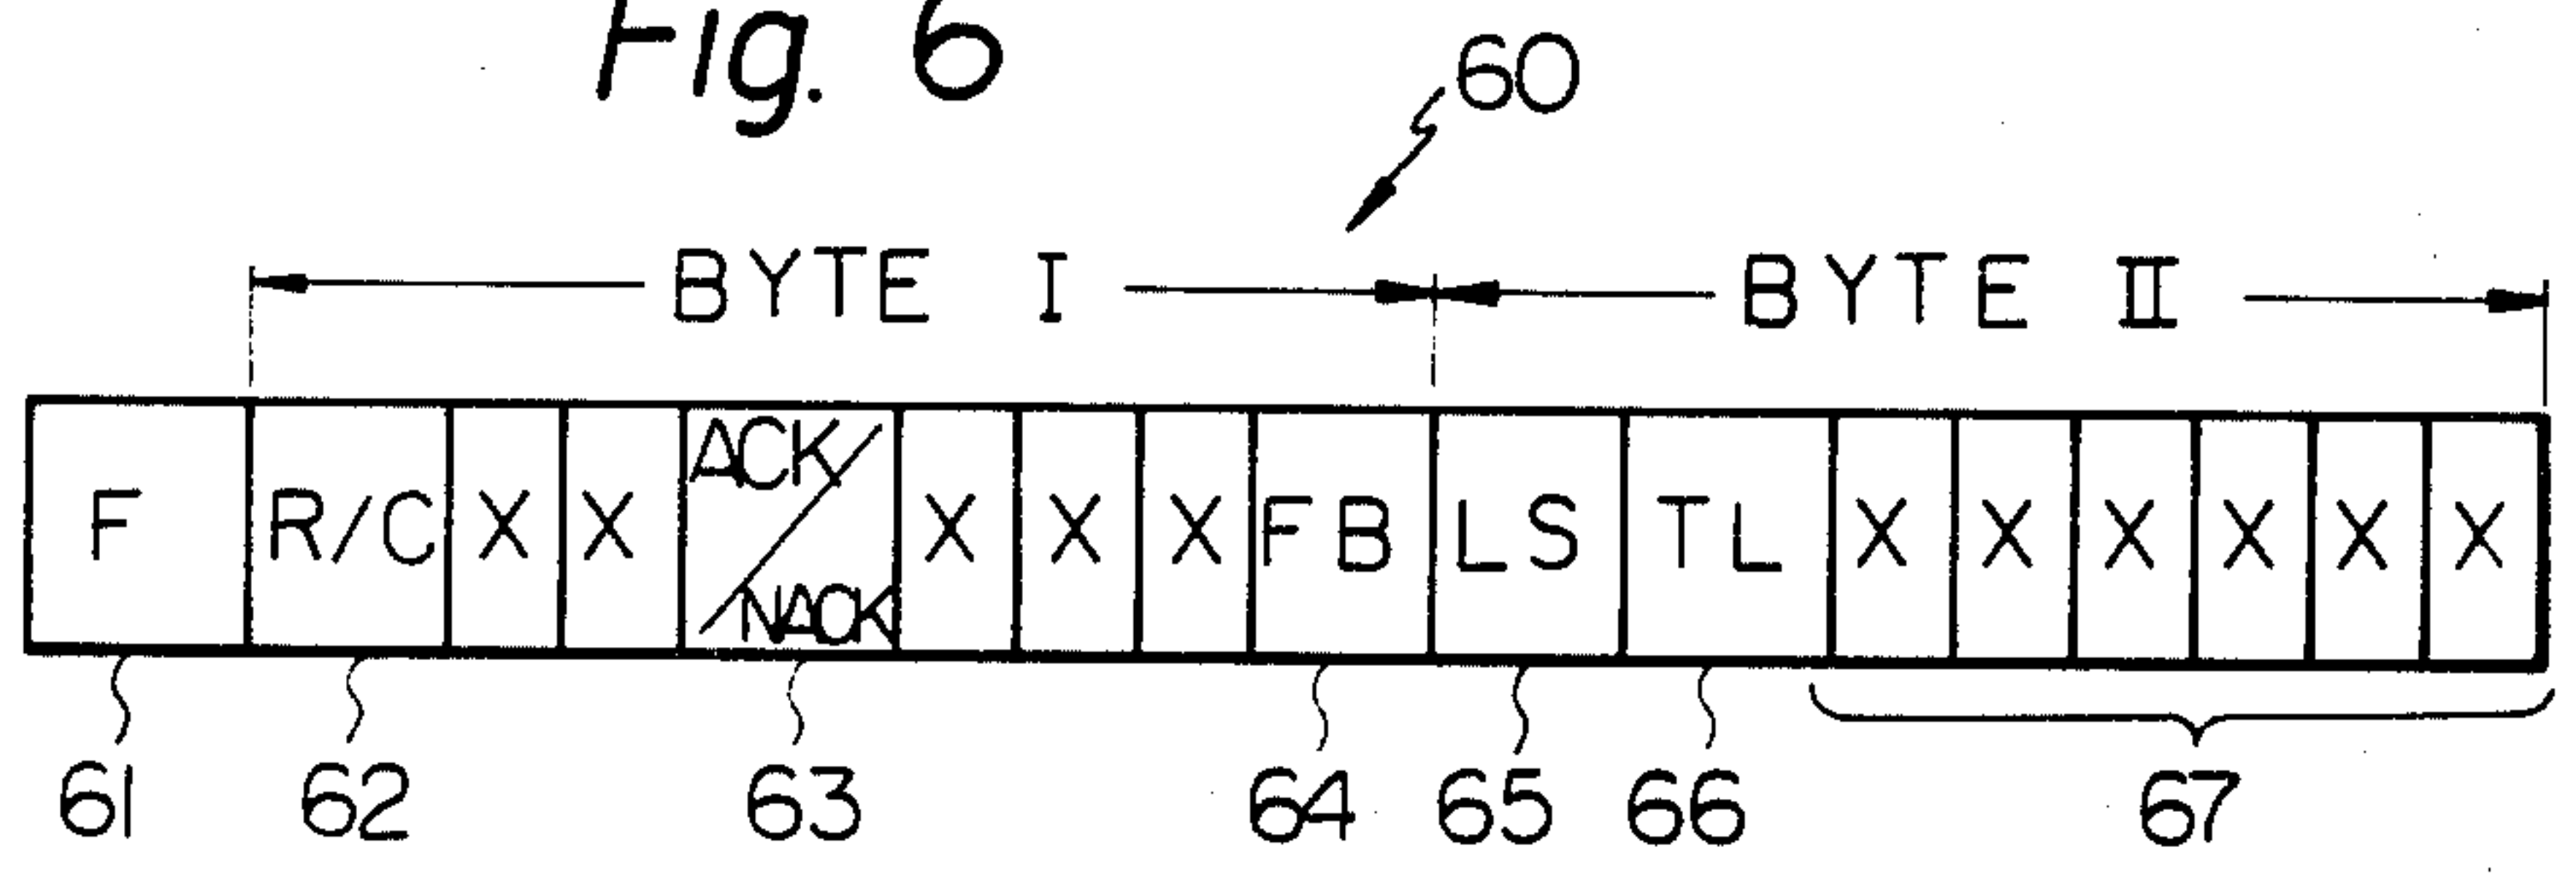 Fig. 6
60
BYTE I BYTE II
F R/C X X ACK/NACK X X X FB LS TL X X X X X X
61 62 63 64 65 66 67